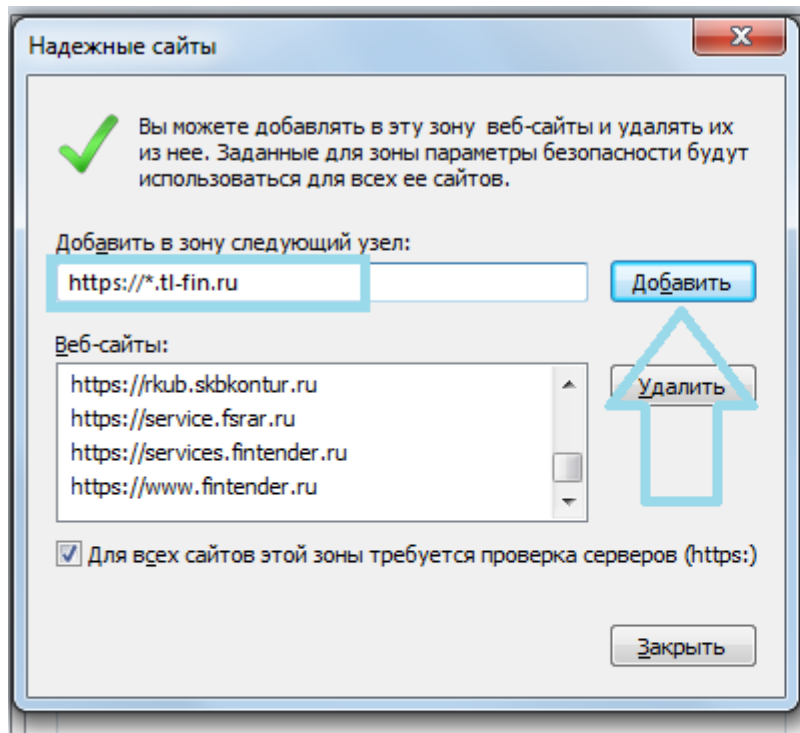 Надежные сайты
Вы можете добавлять в эту зону веб-сайты и удалять их
из нее. Заданные для зоны параметры безопасности будут
использоваться для всех ее сайтов.
Добавить в зону следующий узел:
https://*.tl-fin.ru
Добавить
Веб-сайты:
https://rkub.skbkontur.ru
https://service.fsrar.ru
https://services.fintender.ru
https://www.fintender.ru
Удалить
Для всех сайтов этой зоны требуется проверка серверов (https:)
Закрыть